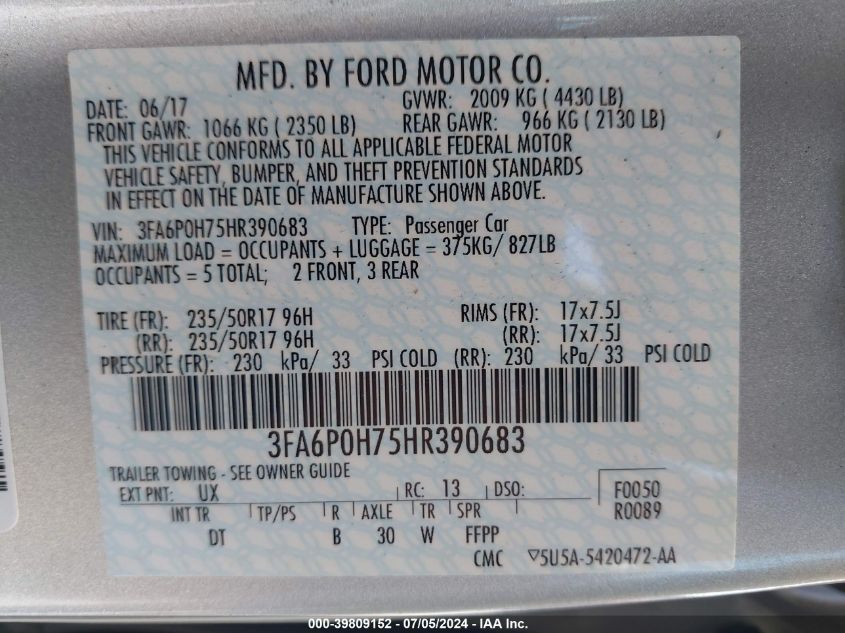 MFD. BY FORD MOTOR CO.
DATE: 06/17 GVWR: 2009 KG ( 4430 LB)
FRONT GAWR: 1066 KG ( 2350 LB) REAR GAWR: 966 KG ( 2130 LB)
THIS VEHICLE CONFORMS TO ALL APPLICABLE FEDERAL MOTOR
VEHICLE SAFETY, BUMPER, AND THEFT PREVENTION STANDARDS
IN EFFECT ON THE DATE OF MANUFACTURE SHOWN ABOVE.
VIN: 3FA6P0H75HR390683 TYPE: Passenger Car
MAXIMUM LOAD = OCCUPANTS + LUGGAGE = 375KG/ 827LB
OCCUPANTS = 5 TOTAL; 2 FRONT, 3 REAR
TIRE (FR): 235/50R17 96H RIMS (FR): 17x7.5J
(RR): 235/50R17 96H (RR): 17x7.5J
PRESSURE (FR): 230 kPa/ 33 PSI COLD (RR): 230 kPa/ 33 PSI COLD
3FA6P0H75HR390683
TRAILER TOWING - SEE OWNER GUIDE
EXT PNT: UX RC: 13 DSO: F0050
INT TR TP/PS R AXLE TR SPR R0089
DT B 30 W FFPP
CMC ▽5U5A-5420472-AA
000-39809152 - 07/05/2024 - IAA Inc.